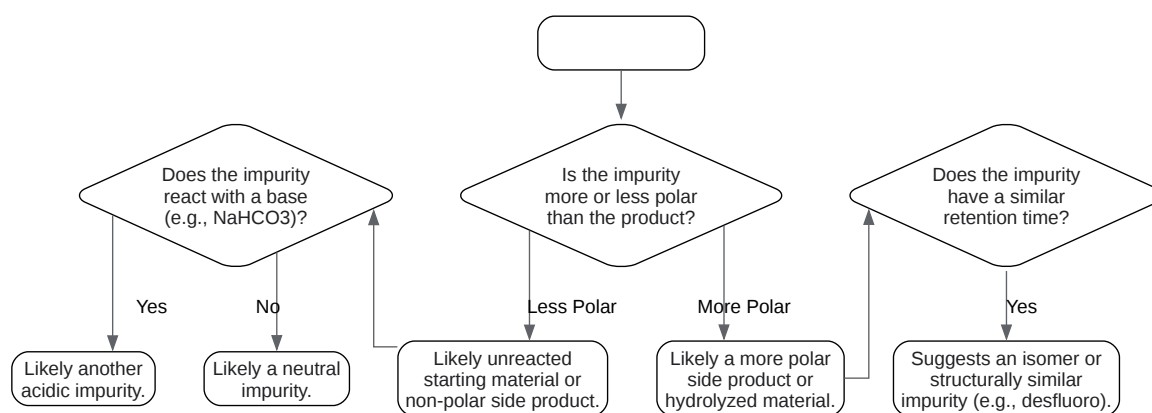 Does the impurity
react with a base
(e.g., NaHCO3)?
Is the impurity
more or less polar
than the product?
Does the impurity
have a similar
retention time?
Yes
No
Less Polar
More Polar
Yes
Likely another
acidic impurity.
Likely a neutral
impurity.
Likely unreacted
starting material or
non-polar side product.
Likely a more polar
side product or
hydrolyzed material.
Suggests an isomer or
structurally similar
impurity (e.g., desfluoro).